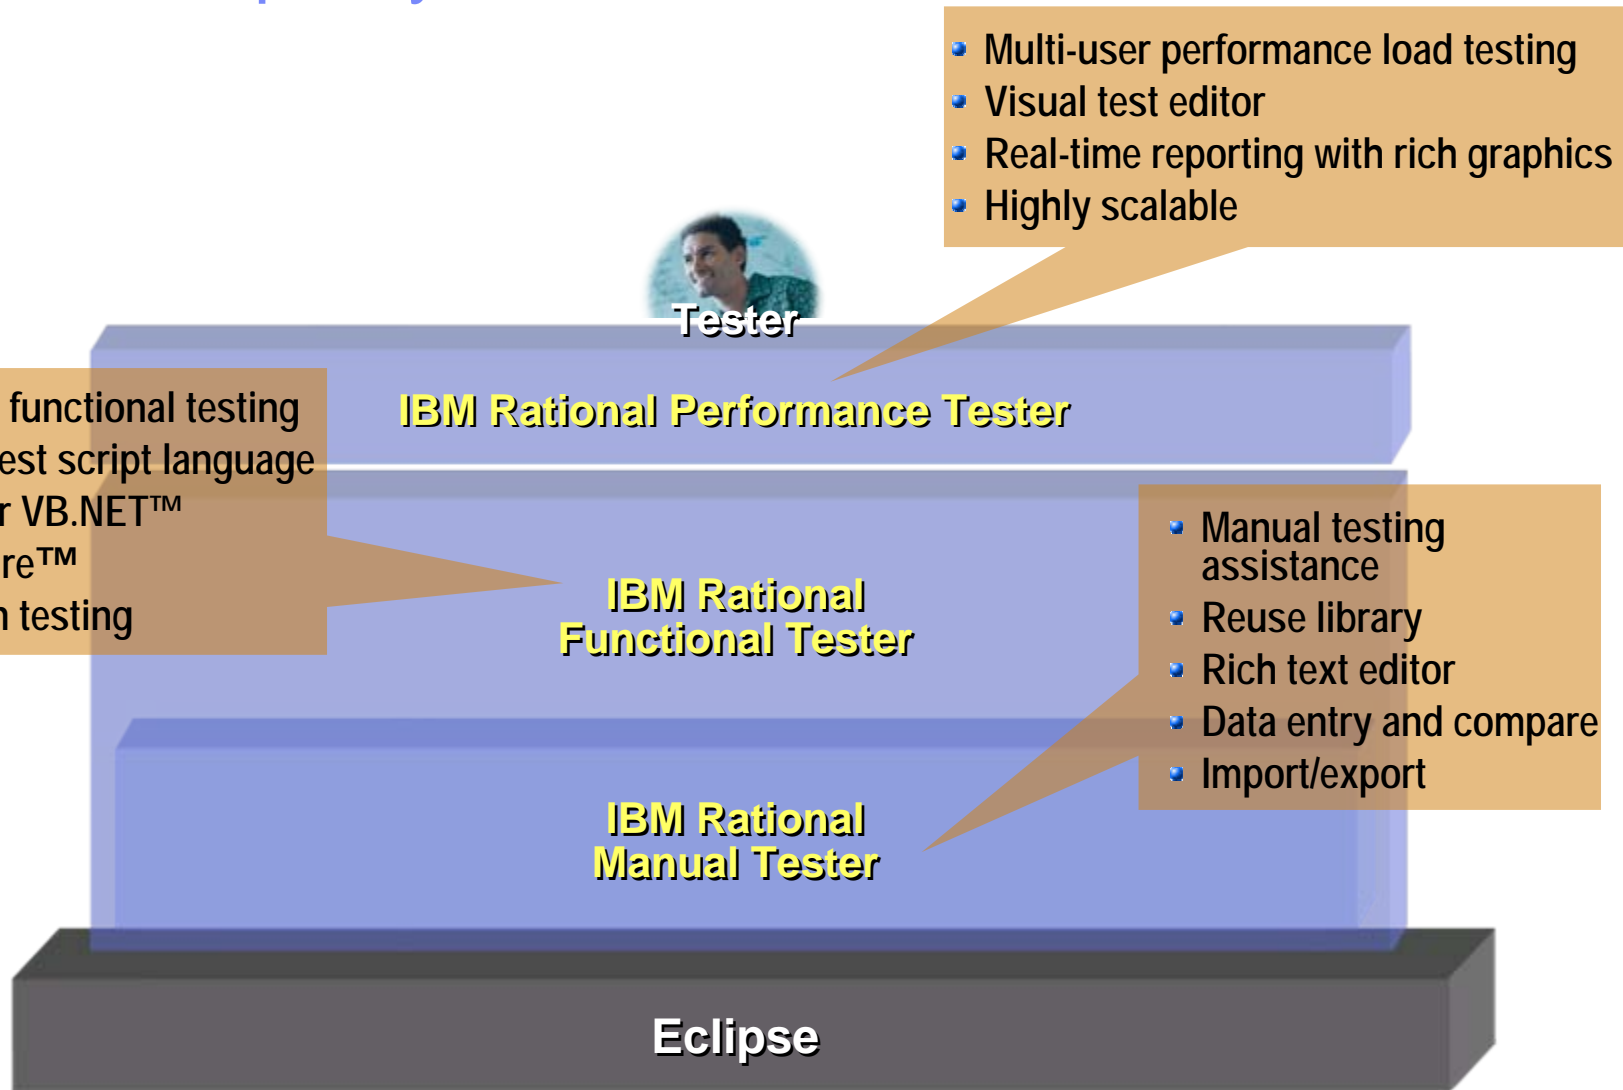 Multi-user performance load testing
Visual test editor
Real-time reporting with rich graphics
Highly scalable
Tester
IBM Rational Performance Tester
functional testing
test script language
VB.NET™
testing
IBM Rational
Functional Tester
Manual testing
assistance
Reuse library
Rich text editor
Data entry and compare
Import/export
IBM Rational
Manual Tester
Eclipse